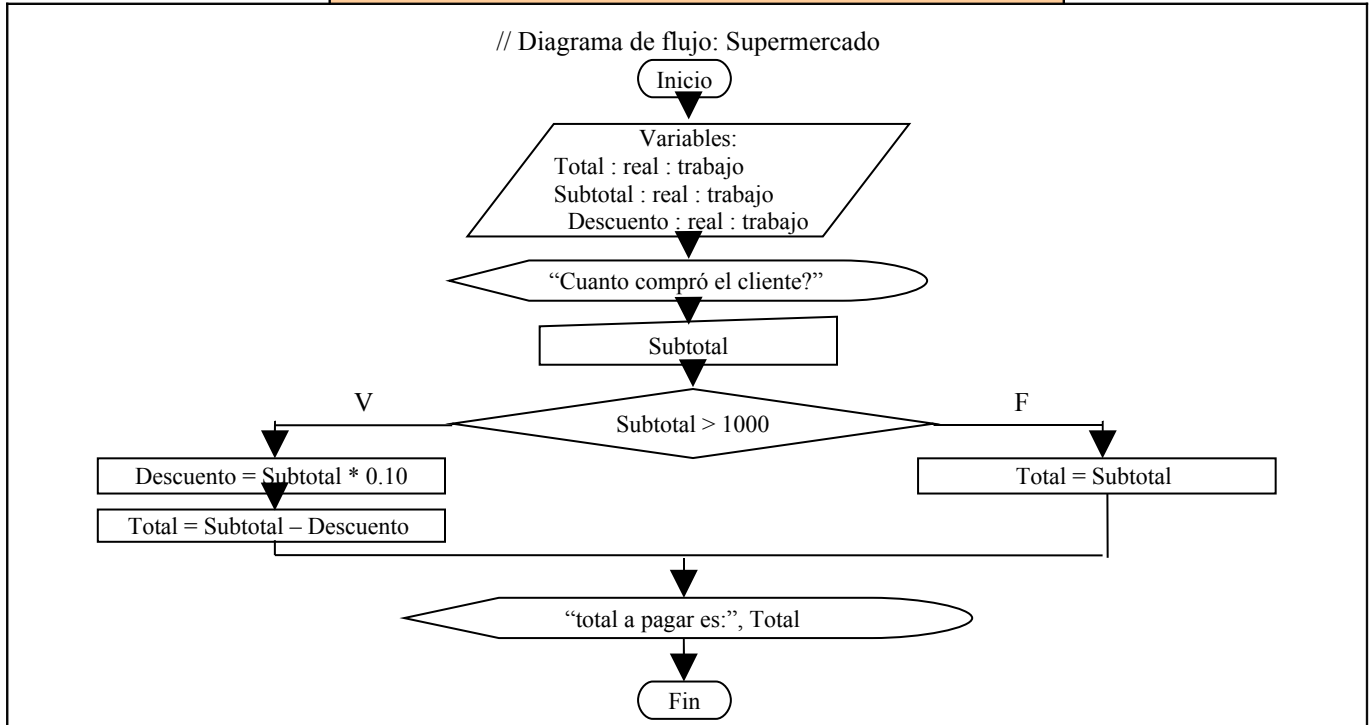 // Diagrama de flujo: Supermercado
Inicio
Variables:
Total : real : trabajo
Subtotal : real : trabajo
Descuento : real : trabajo
“Cuanto compró el cliente?”
Subtotal
Subtotal > 1000
V
F
Descuento = Subtotal * 0.10
Total = Subtotal – Descuento
Total = Subtotal
“total a pagar es:”, Total
Fin